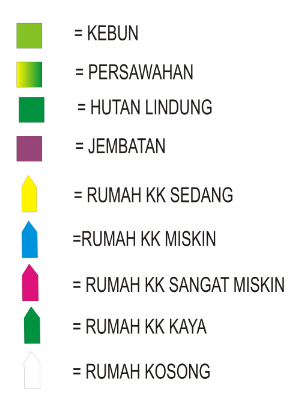 = KEBUN
= PERSAWAHAN
= HUTAN LINDUNG
= JEMBATAN
= RUMAH KK SEDANG
=RUMAH KK MISKIN
= RUMAH KK SANGAT MISKIN
= RUMAH KK KAYA
= RUMAH KOSONG